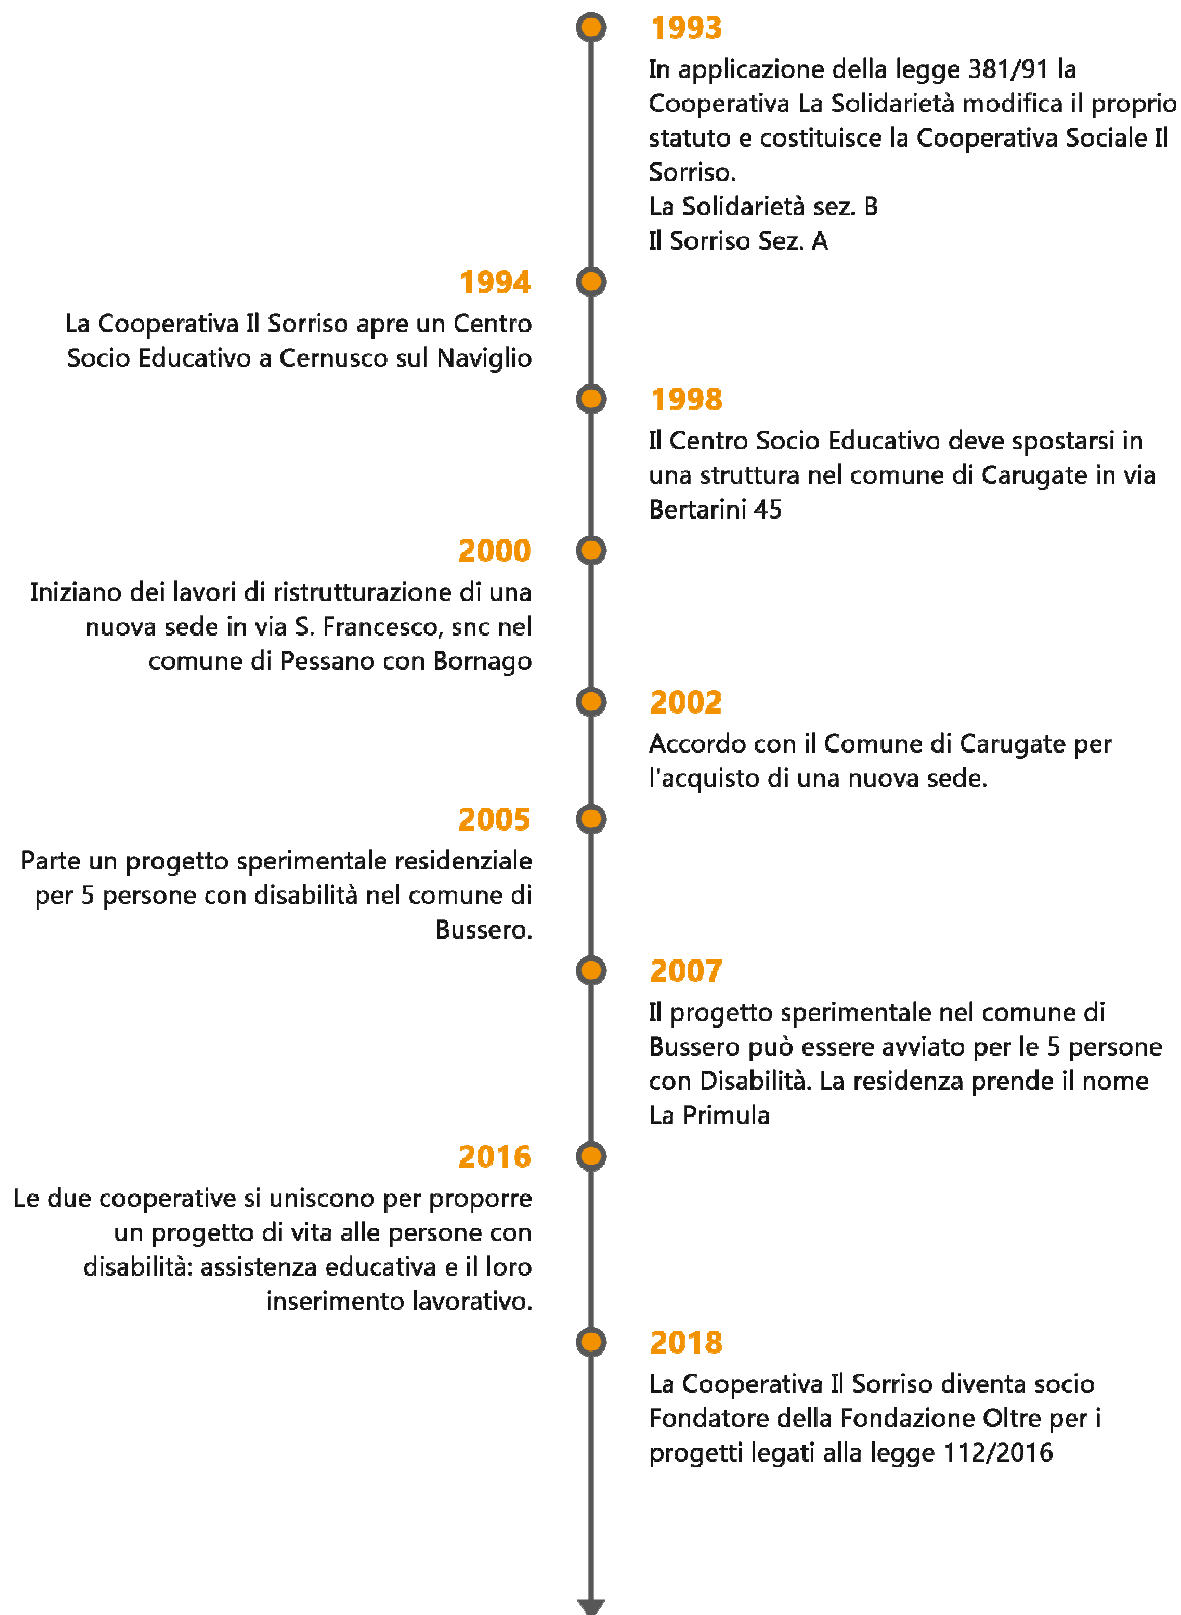 1993
In applicazione della legge 381/91 la
Cooperativa La Solidarietà modifica il proprio
statuto e costituisce la Cooperativa Sociale Il
Sorriso.
La Solidarietà sez. B
Il Sorriso Sez. A
1994
La Cooperativa Il Sorriso apre un Centro
Socio Educativo a Cernusco sul Naviglio
1998
Il Centro Socio Educativo deve spostarsi in
una struttura nel comune di Carugate in via
Bertarini 45
2000
Iniziano dei lavori di ristrutturazione di una
nuova sede in via S. Francesco, snc nel
comune di Pessano con Bornago
2002
Accordo con il Comune di Carugate per
l'acquisto di una nuova sede.
2005
Parte un progetto sperimentale residenziale
per 5 persone con disabilità nel comune di
Bussero.
2007
Il progetto sperimentale nel comune di
Bussero può essere avviato per le 5 persone
con Disabilità. La residenza prende il nome
La Primula
2016
Le due cooperative si uniscono per proporre
un progetto di vita alle persone con
disabilità: assistenza educativa e il loro
inserimento lavorativo.
2018
La Cooperativa Il Sorriso diventa socio
Fondatore della Fondazione Oltre per i
progetti legati alla legge 112/2016